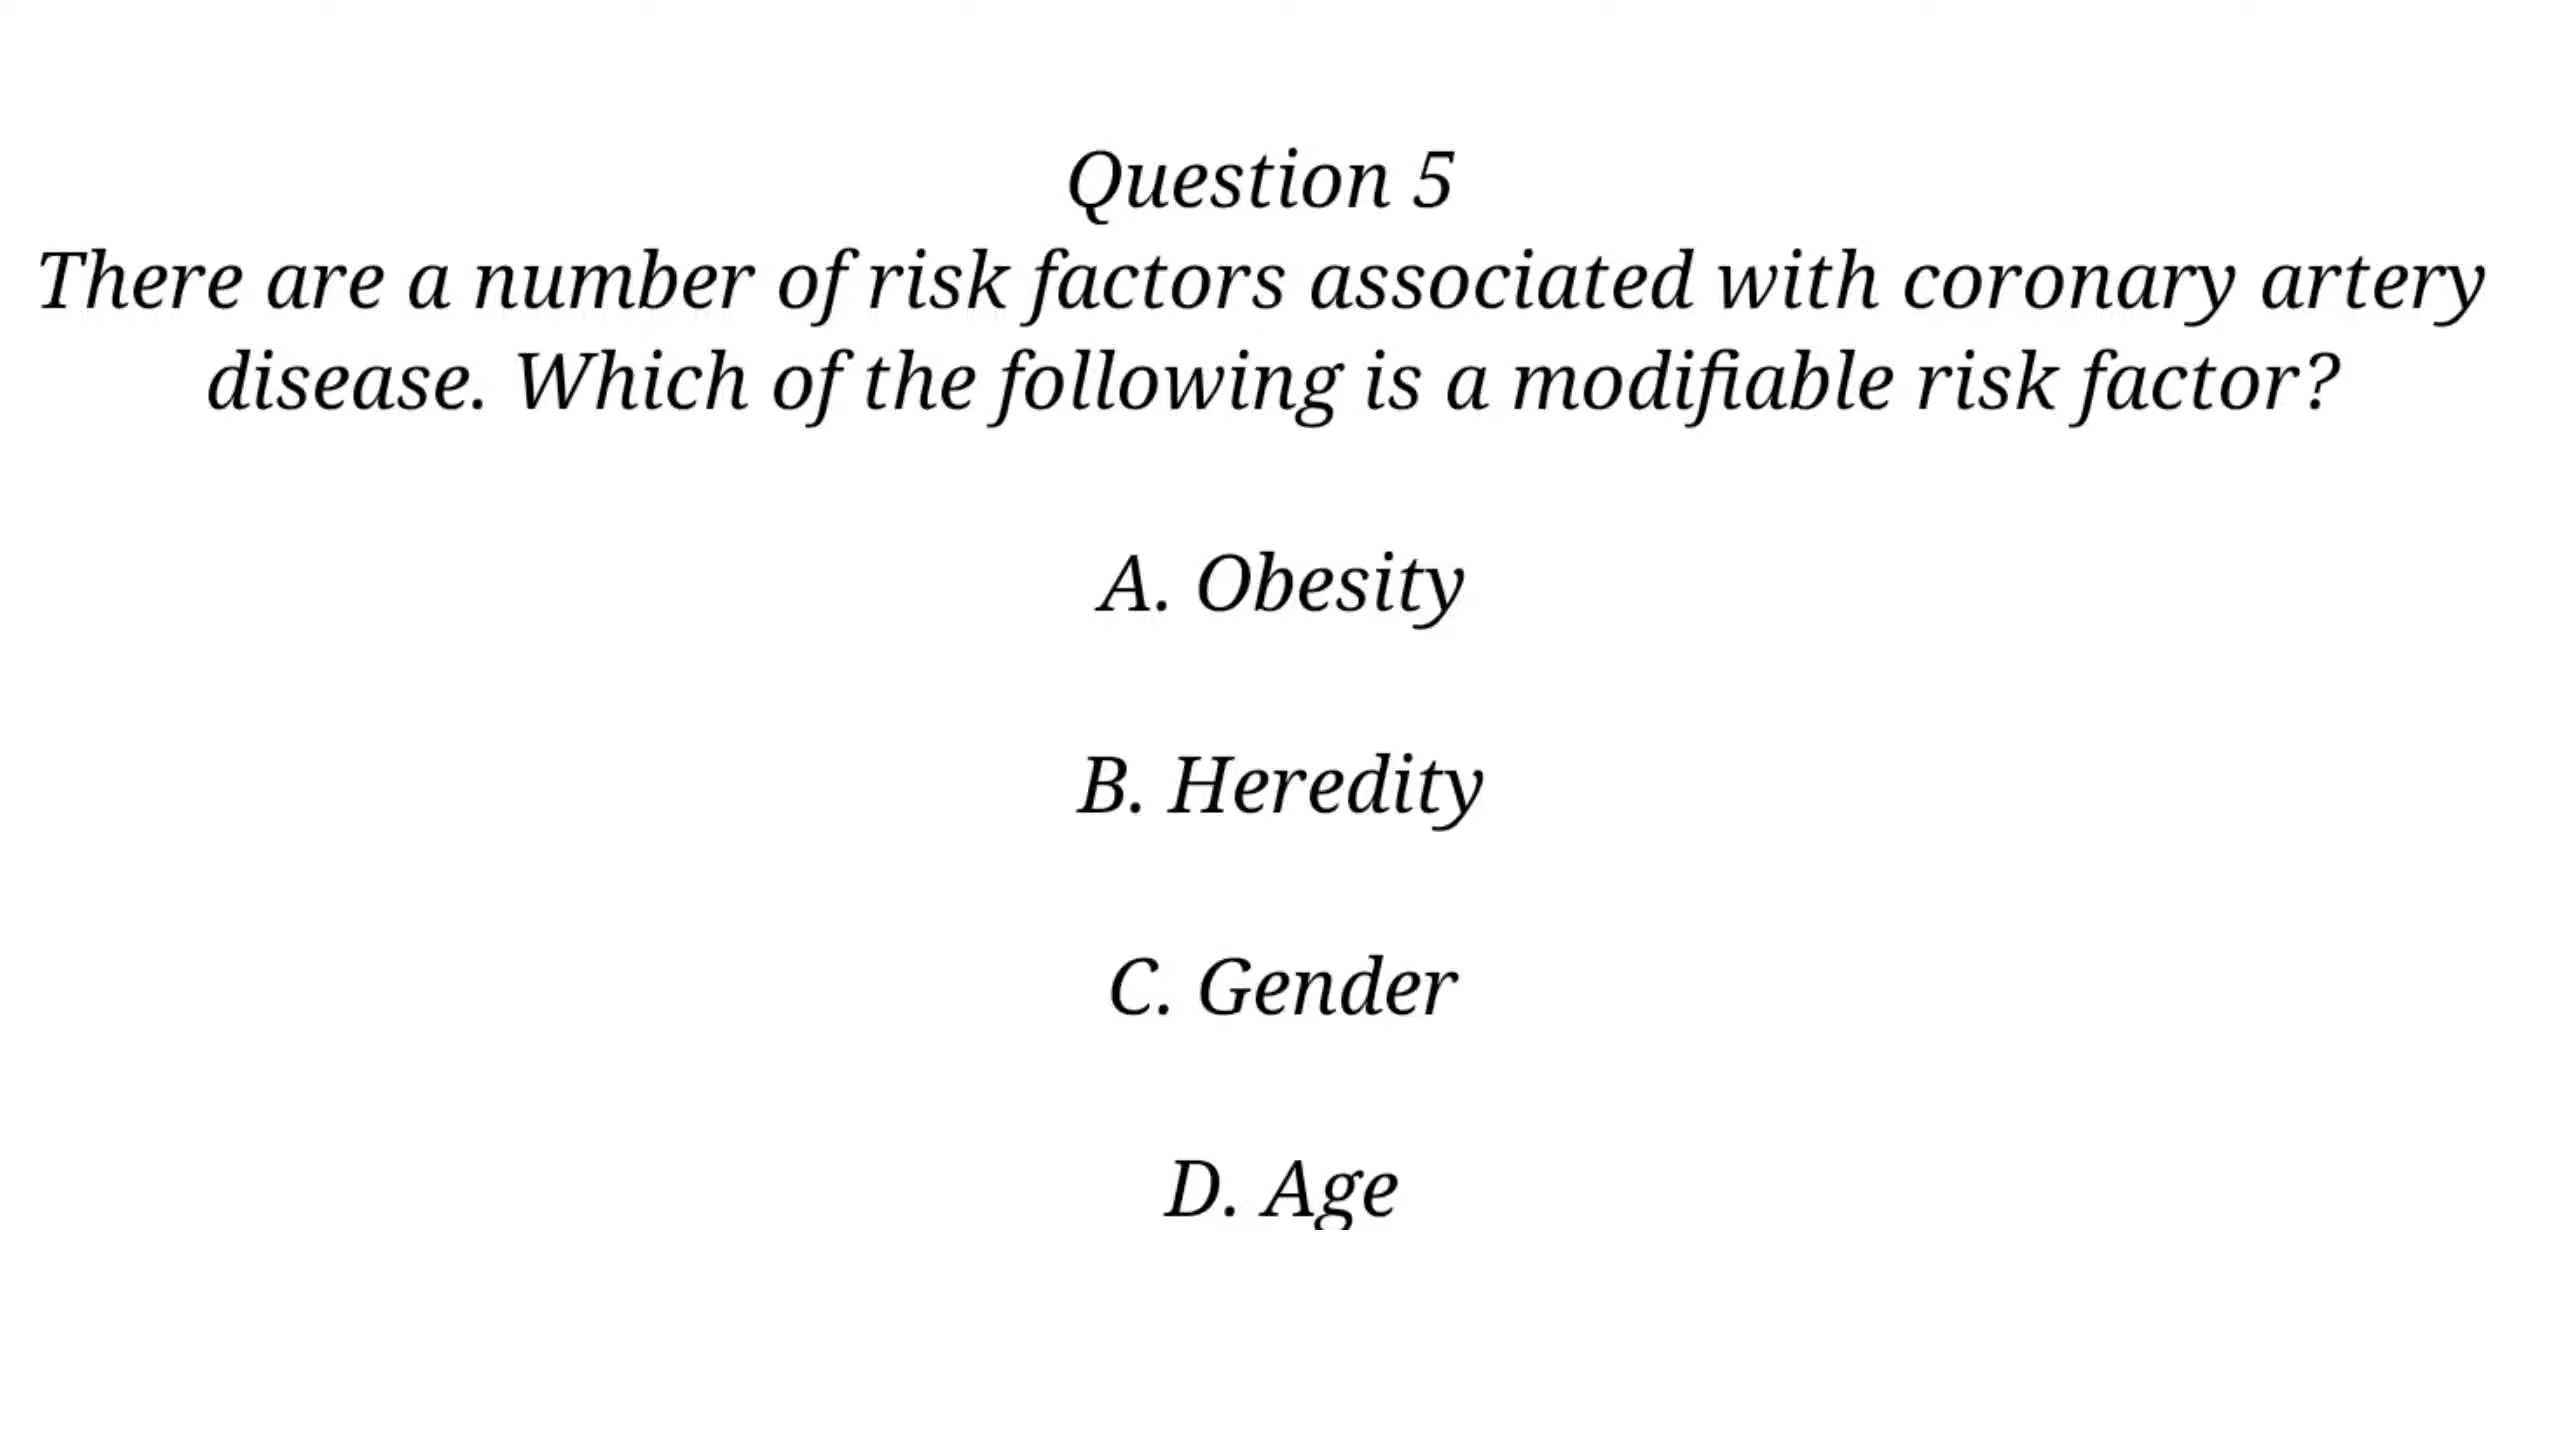 Question 5
There are a number of risk factors associated with coronary artery
disease. Which of the following is a modifiable risk factor?
A. Obesity
B. Heredity
C. Gender
D. Age